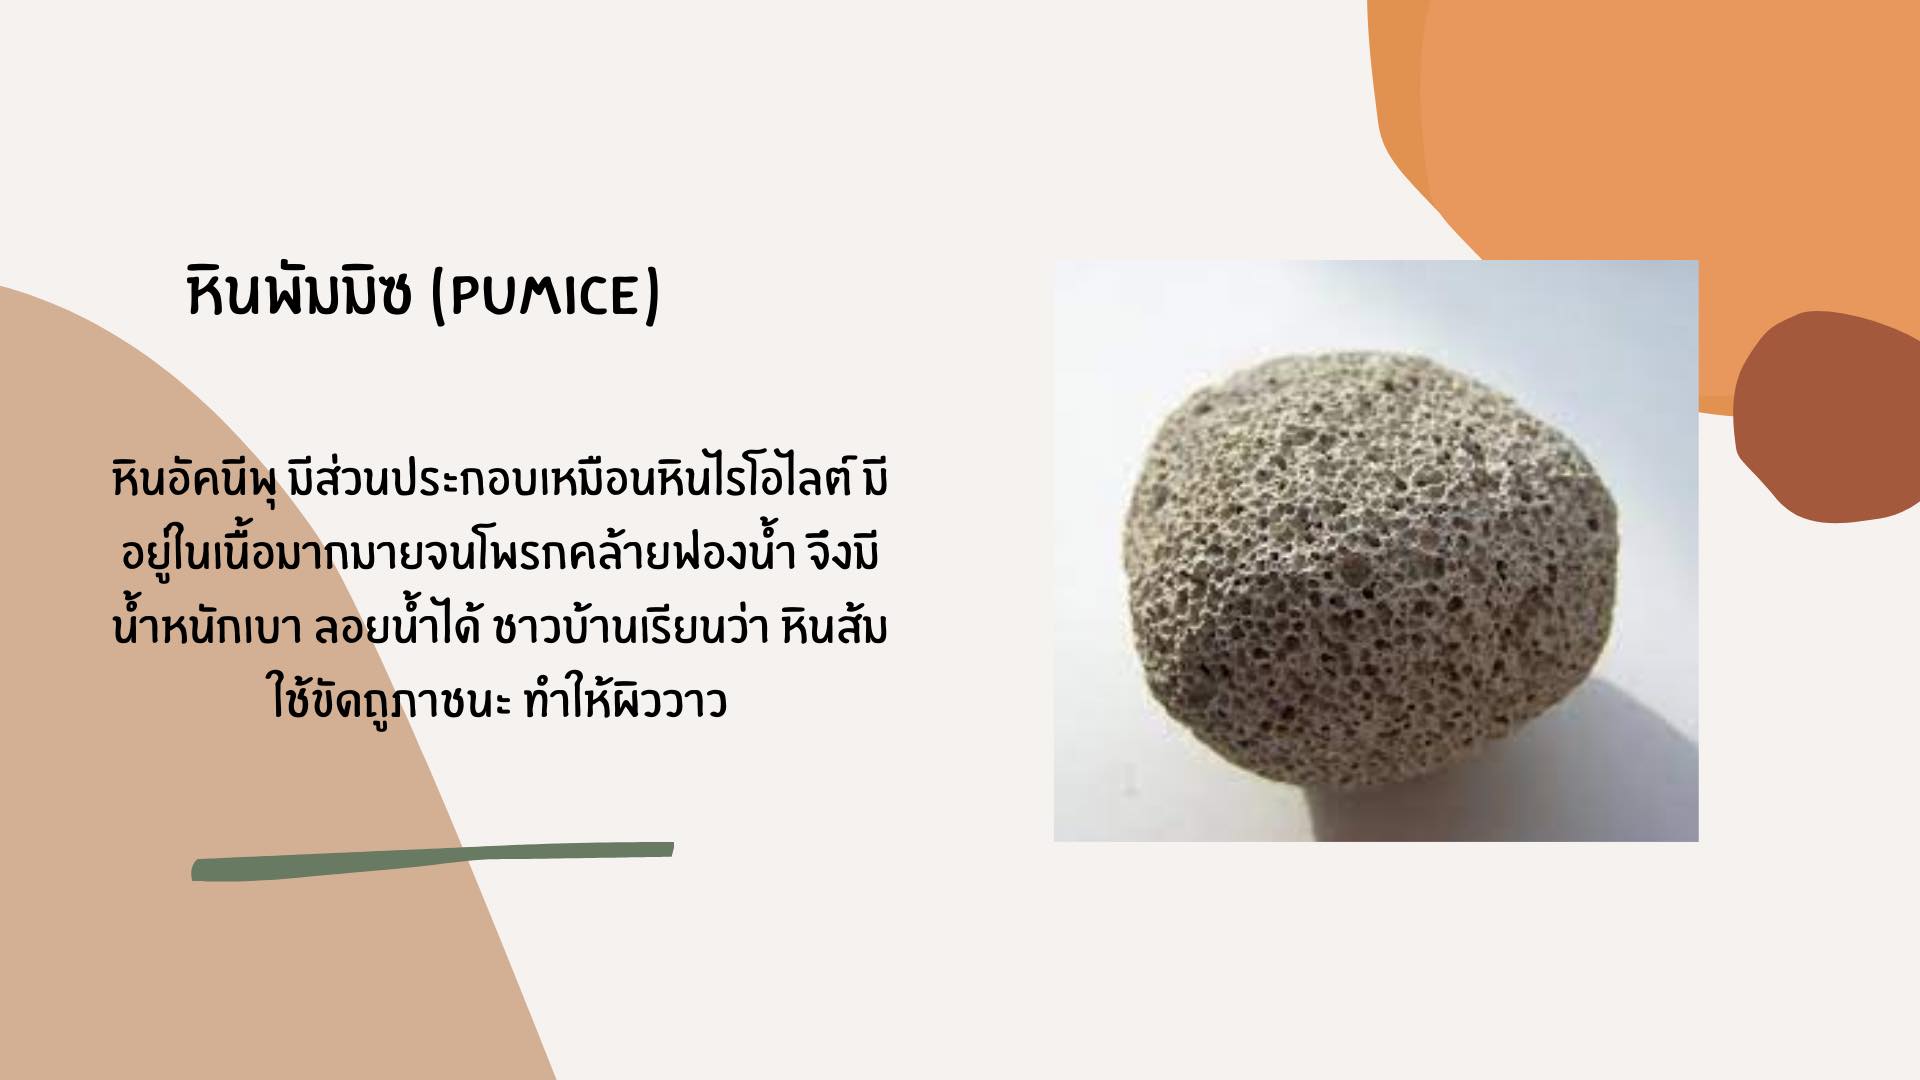 หินพัมมิซ (PUMICE)
หินอัคนีพุ มีส่วนประกอบเหมือนหินไรโอไลต์ มี
อยู่ในเนื้อมากมายจนโพรกคล้ายฟองน้ำ จึงมี
น้ำหนักเบา ลอยน้ำได้ ชาวบ้านเรียนว่า หินส้ม
ใช้ขัดถูภาชนะ ทำให้ผิววาว